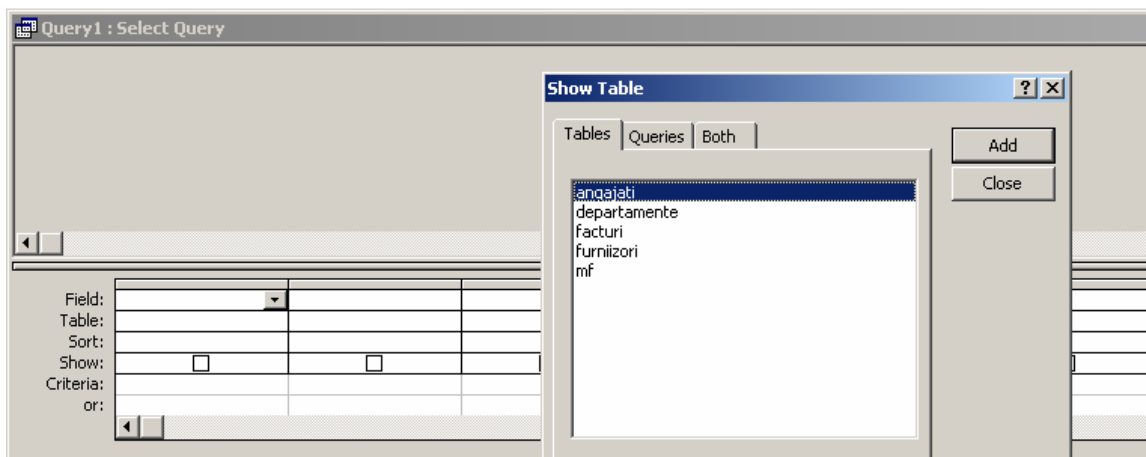 Query1 : Select Query
Show Table
Tables Queries Both
Add
Close
angajati
departamente
facturi
furniizori
mf
Field:
Table:
Sort:
Show:
Criteria:
or: